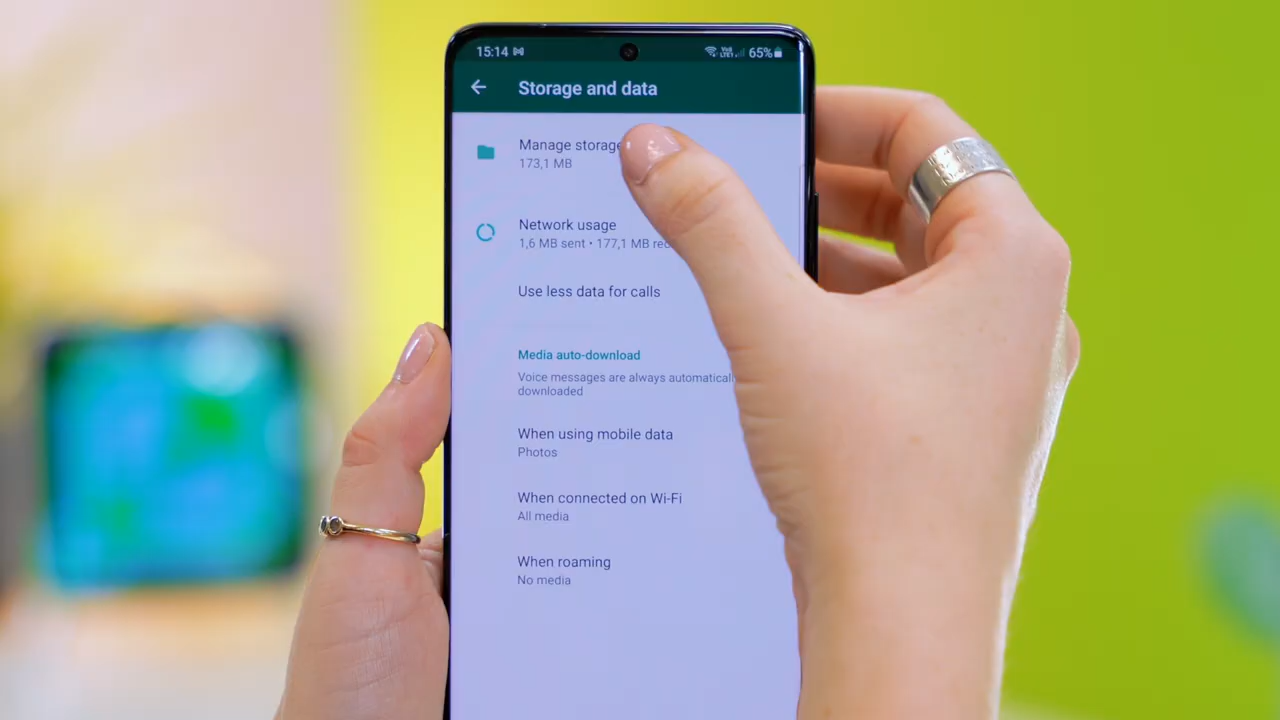 15:14
65%
Storage and data
Manage storage
173,1 MB
Network usage
1,6 MB sent • 177,1 MB
Use less data for calls
Media auto-download
Voice messages are always
downloaded
When using mobile data
Photos
When connected on Wi-Fi
All media
When roaming
No media